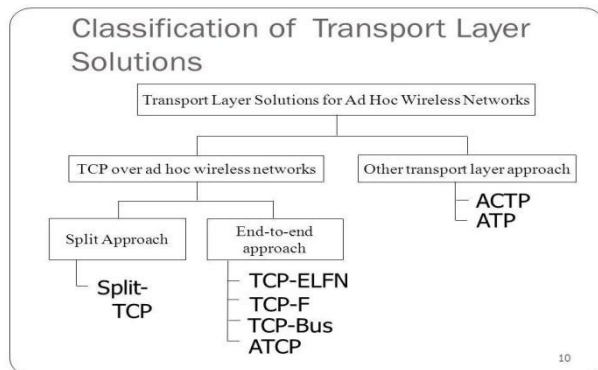 Classification of Transport Layer
Solutions
Transport Layer Solutions for Ad Hoc Wireless Networks
TCP over ad hoc wireless networks
Other transport layer approach
ACTP
ATP
Split Approach
Split-
TCP
End-to-end
approach
TCP-ELFN
TCP-F
TCP-Bus
ATCP
10